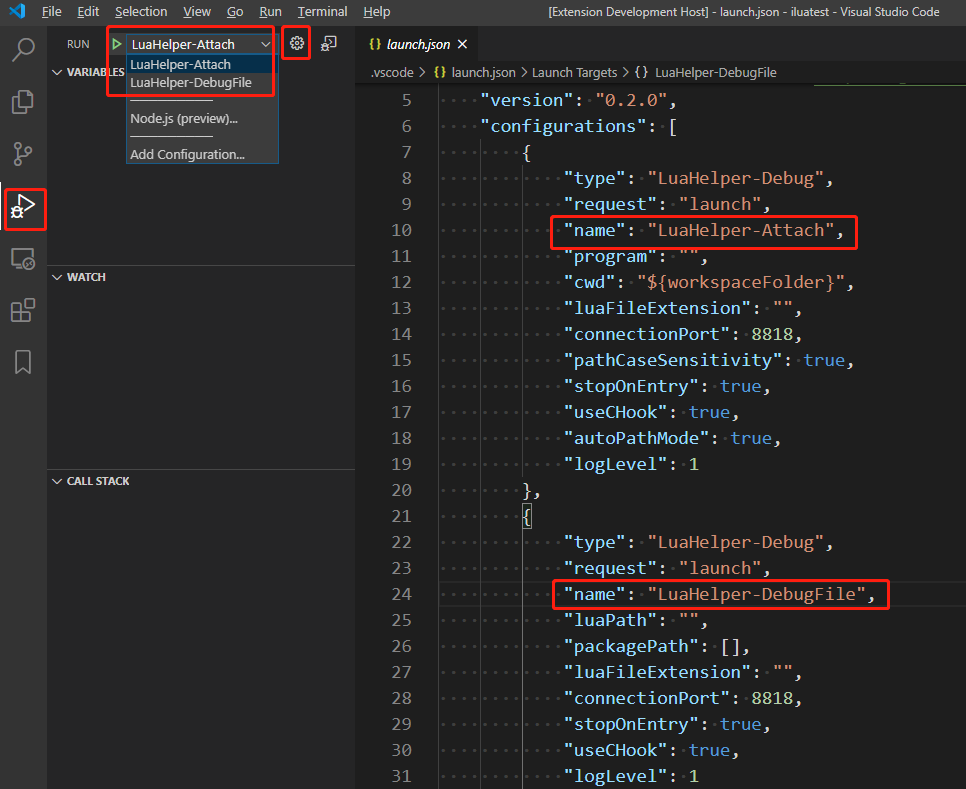 File Edit Selection View Go Run Terminal Help [Extension Development Host] - launch.json - iluatest - Visual Studio Code
RUN LuaHelper-Attach
LuaHelper-Attach
LuaHelper-DebugFile
Node.js (preview)...
Add Configuration...
VARIABLES
WATCH
CALL STACK
{} launch.json ×
.vscode > {} launch.json > Launch Targets > {} LuaHelper-DebugFile
5 "version": "0.2.0",
6 "configurations": [
7 {
8 "type": "LuaHelper-Debug",
9 "request": "launch",
10 "name": "LuaHelper-Attach",
11 "program": "",
12 "cwd": "${workspaceFolder}",
13 "luaFileExtension": "",
14 "connectionPort": 8818,
15 "pathCaseSensitivity": true,
16 "stopOnEntry": true,
17 "useCHook": true,
18 "autoPathMode": true,
19 "logLevel": 1
20 },
21 {
22 "type": "LuaHelper-Debug",
23 "request": "launch",
24 "name": "LuaHelper-DebugFile",
25 "luaPath": "",
26 "packagePath": [],
27 "luaFileExtension": "",
28 "connectionPort": 8818,
29 "stopOnEntry": true,
30 "useCHook": true,
31 "logLevel": 1